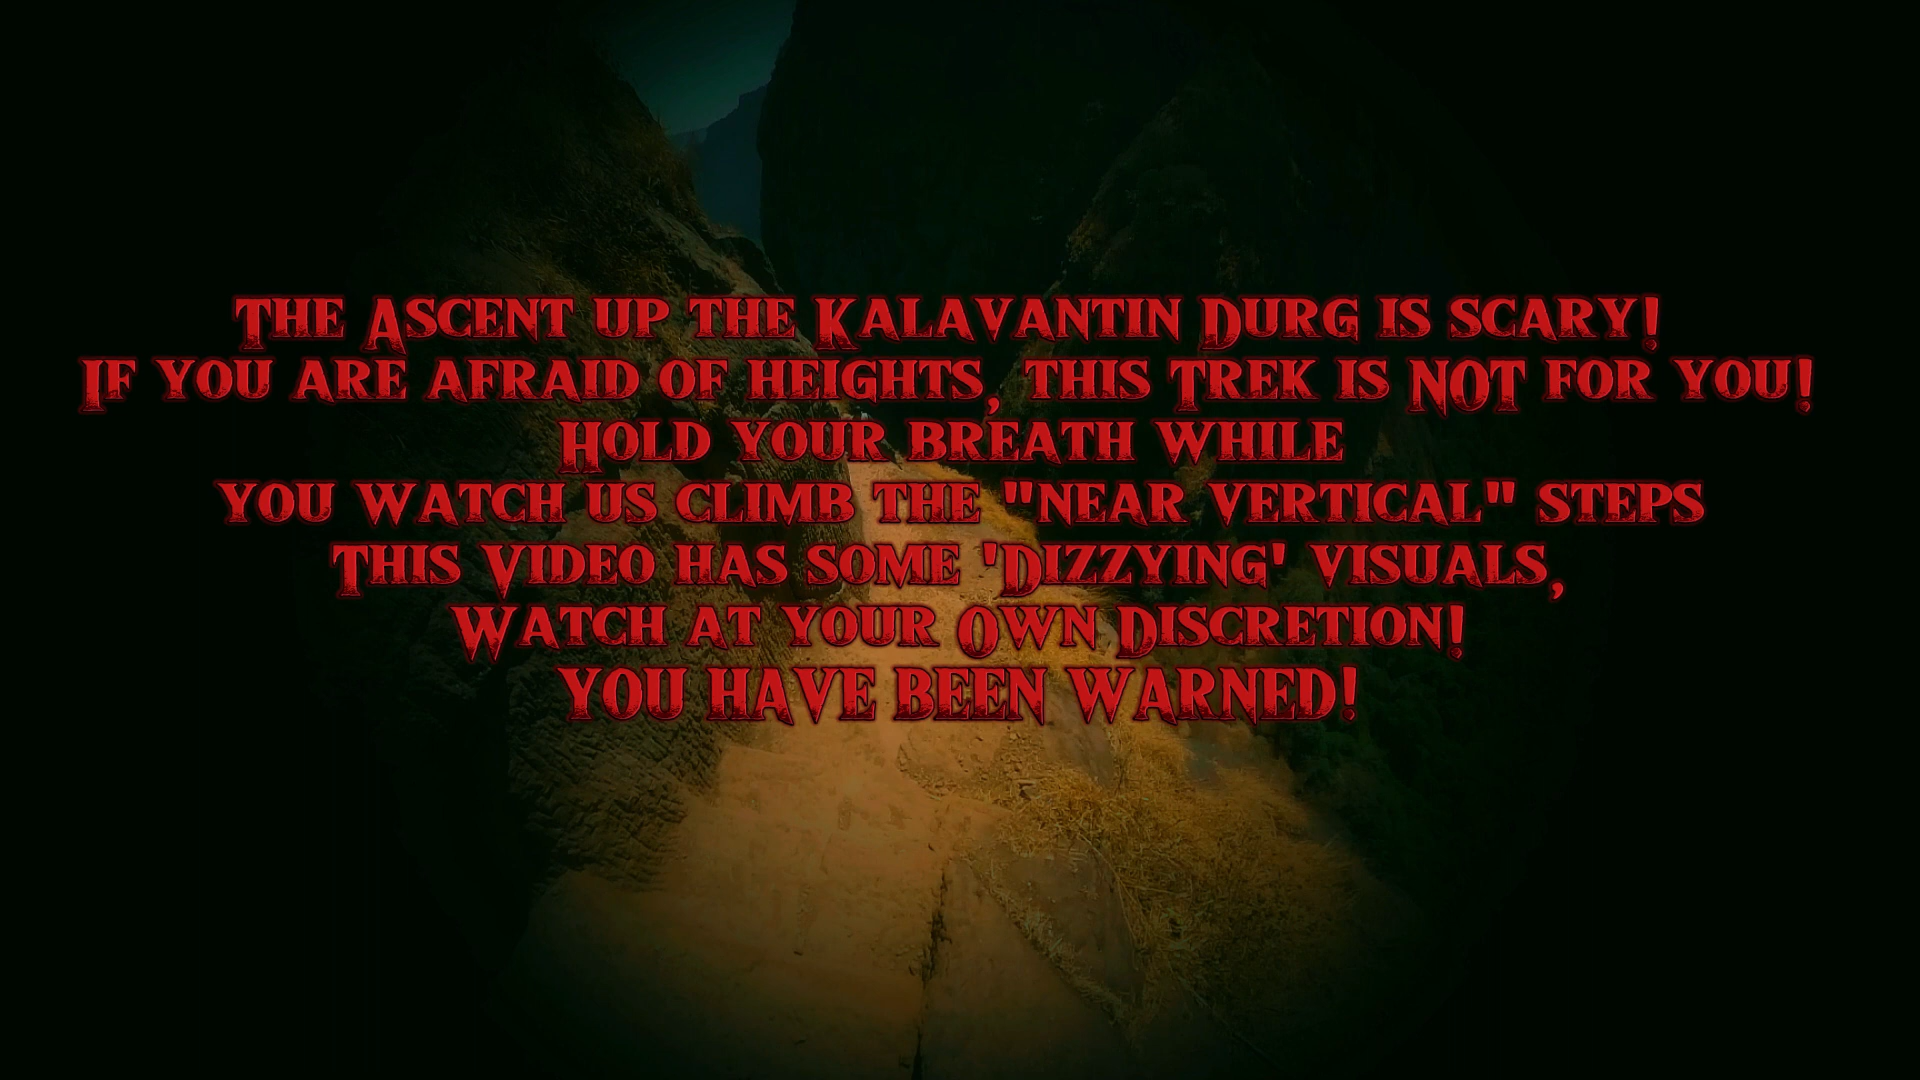 The Ascent up the Kalavantin Durg is scary!
If you are afraid of heights, this Trek is NOT for you!
Hold your breath while
you watch us climb the "near vertical" steps
This Video has some 'Dizzying' visuals,
Watch at your Own Discretion!
YOU HAVE BEEN WARNED!